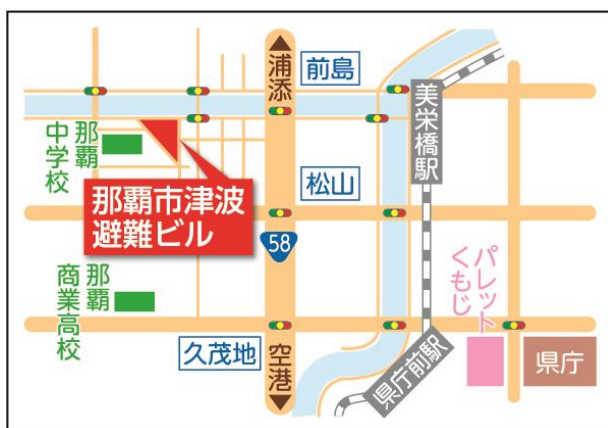 浦添
前島
美栄橋駅
那覇
中学校
那覇市津波
避難ビル
松山
58
パレット
くもじ
那覇
商業高校
久茂地
空港
県庁前駅
県庁